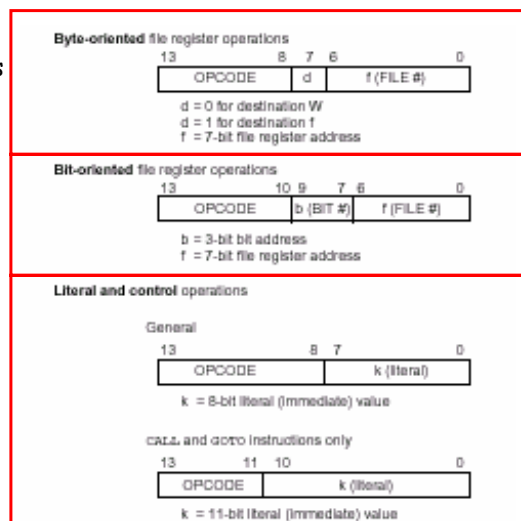 Byte-oriented file register operations
13 8 7 6 0
OPCODE d f (FILE #)
d = 0 for destination W
d = 1 for destination f
f = 7-bit file register address
s
Bit-oriented file register operations
13 10 9 7 6 0
OPCODE b (BIT #) f (FILE #)
b = 3-bit bit address
f = 7-bit file register address
Literal and control operations
General
13 8 7 0
OPCODE k (literal)
k = 8-bit literal (immediate) value
CALL and GOTO instructions only
13 11 10 0
OPCODE k (literal)
k = 11-bit literal (immediate) value